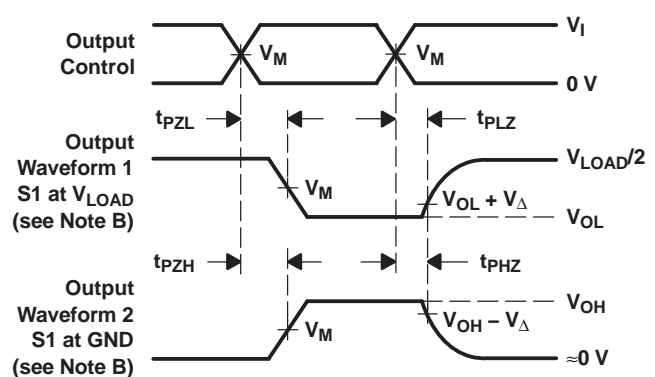 Output
Control
V_M
V_M
V_I
0 V
t_PZL
t_PLZ
Output
Waveform 1
S1 at V_LOAD
(see Note B)
V_M
V_OL + V_Δ
V_LOAD/2
V_OL
t_PZH
t_PHZ
Output
Waveform 2
S1 at GND
(see Note B)
V_M
V_OH − V_Δ
V_OH
≈0 V